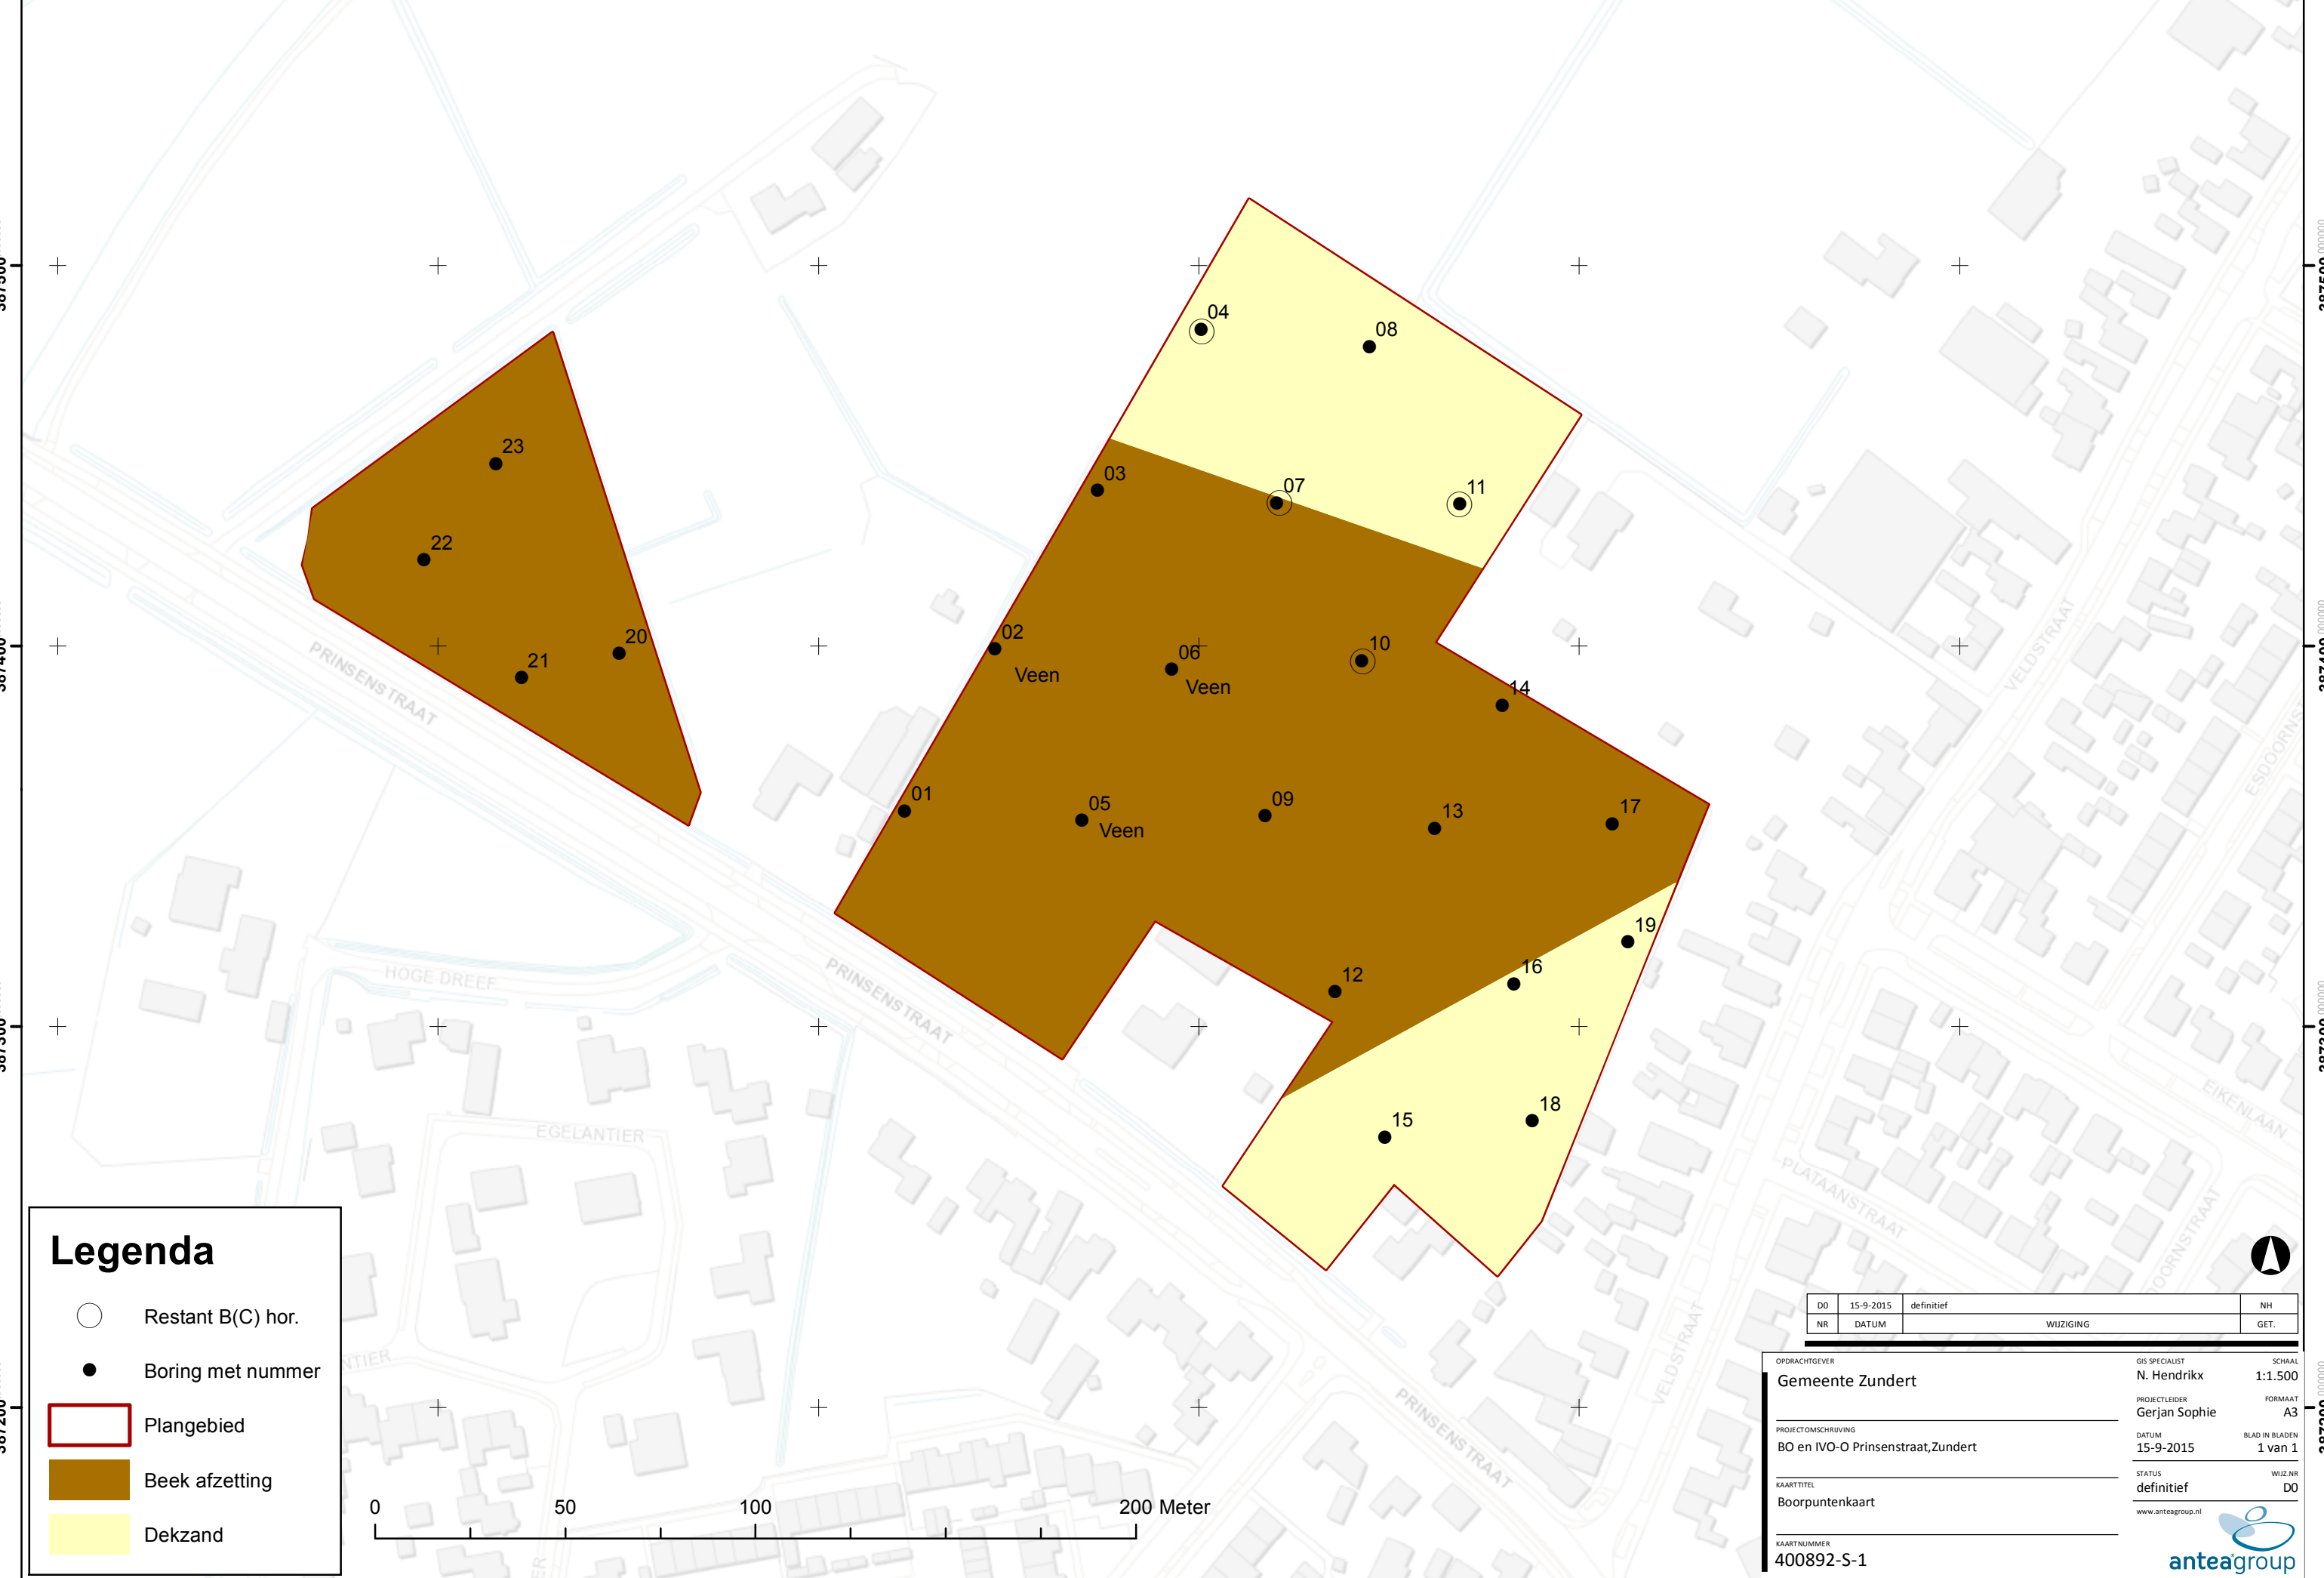 04
08
23
03
07
11
22
02
06
10
20
Veen
Veen
21
14
PRINSENSTRAAT
VELDSTRAAT
01
05
09
13
17
Veen
19
16
12
HOGE DREEF
PRINSENSTRAAT
EIKENLAAN
18
15
EGELANTIER
PLATAANSTRAAT
VELDSTRAAT
PRINSENSTRAAT
387500
387400
387300
387200
Legenda
Restant B(C) hor.
Boring met nummer
Plangebied
Beek afzetting
Dekzand
0 50 100 200 Meter
D0 15-9-2015 definitief NH
NR DATUM WIJZIGING GET.
OPDRACHTGEVER
Gemeente Zundert
PROJECTOMSCHRIJVING
BO en IVO-O Prinsenstraat,Zundert
KAARTTITEL
Boorpuntenkaart
KAARTNUMMER
400892-S-1
GIS SPECIALIST SCHAAL
N. Hendrikx 1:1.500
PROJECTLEIDER FORMAAT
Gerjan Sophie A3
DATUM BLAD IN BLADEN
15-9-2015 1 van 1
STATUS WIJZ.NR
definitief D0
www.anteagroup.nl
anteagroup